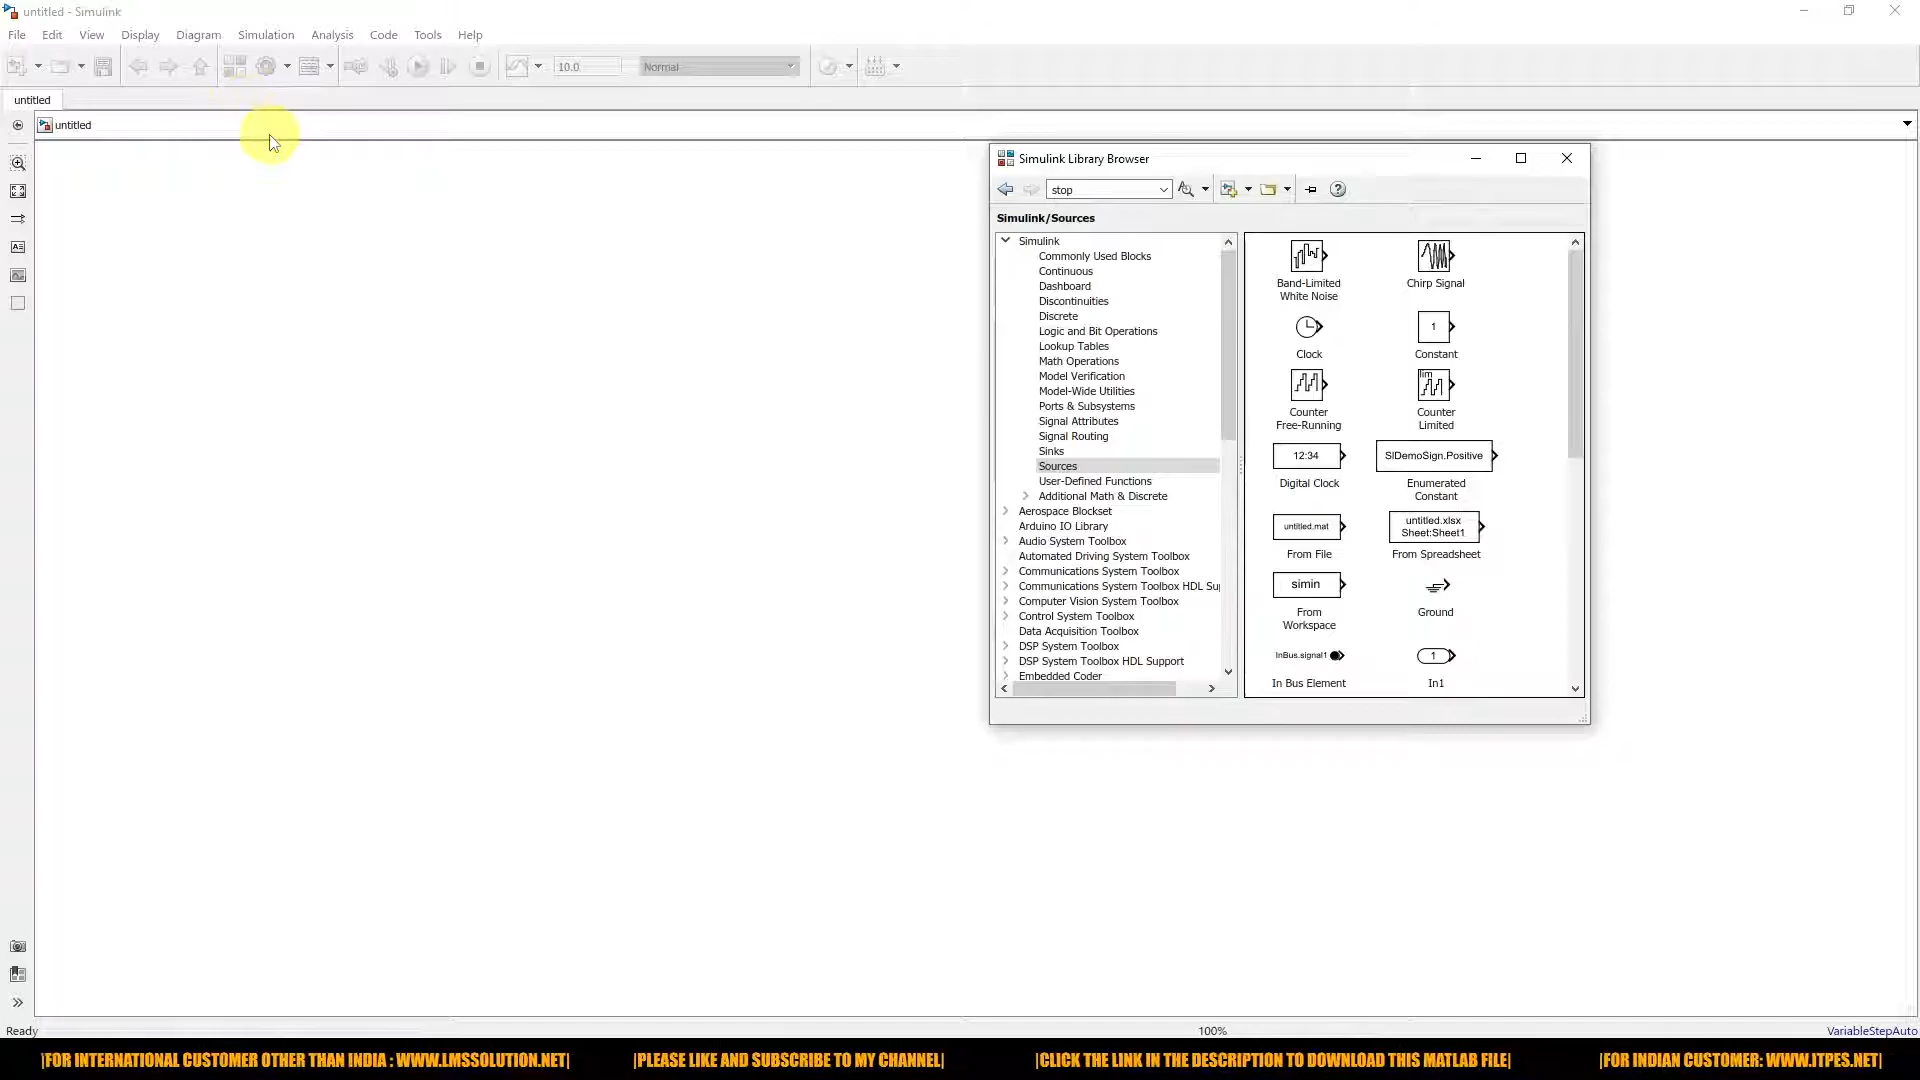 untitled - Simulink
File Edit View Display Diagram Simulation Analysis Code Tools Help
10.0 Normal
untitled
untitled
Simulink Library Browser
stop
Simulink/Sources
Simulink
Commonly Used Blocks
Continuous
Dashboard
Discontinuities
Discrete
Logic and Bit Operations
Lookup Tables
Math Operations
Model Verification
Model-Wide Utilities
Ports & Subsystems
Signal Attributes
Signal Routing
Sinks
Sources
User-Defined Functions
Additional Math & Discrete
Aerospace Blockset
Arduino IO Library
Audio System Toolbox
Automated Driving System Toolbox
Communications System Toolbox
Communications System Toolbox HDL Su
Computer Vision System Toolbox
Control System Toolbox
Data Acquisition Toolbox
DSP System Toolbox
DSP System Toolbox HDL Support
Embedded Coder
Band-Limited
White Noise
Chirp Signal
Clock
1
Constant
Counter
Free-Running
lim
Counter
Limited
12:34
Digital Clock
SlDemoSign.Positive
Enumerated
Constant
untitled.mat
From File
untitled.xlsx
Sheet:Sheet1
From Spreadsheet
simin
From
Workspace
Ground
InBus.signal1
In Bus Element
1
In1
Ready
100%
VariableStepAuto
|FOR INTERNATIONAL CUSTOMER OTHER THAN INDIA : WWW.LMSSOLUTION.NET| |PLEASE LIKE AND SUBSCRIBE TO MY CHANNEL| |CLICK THE LINK IN THE DESCRIPTION TO DOWNLOAD THIS MATLAB FILE| |FOR INDIAN CUSTOMER: WWW.ITPES.NET|